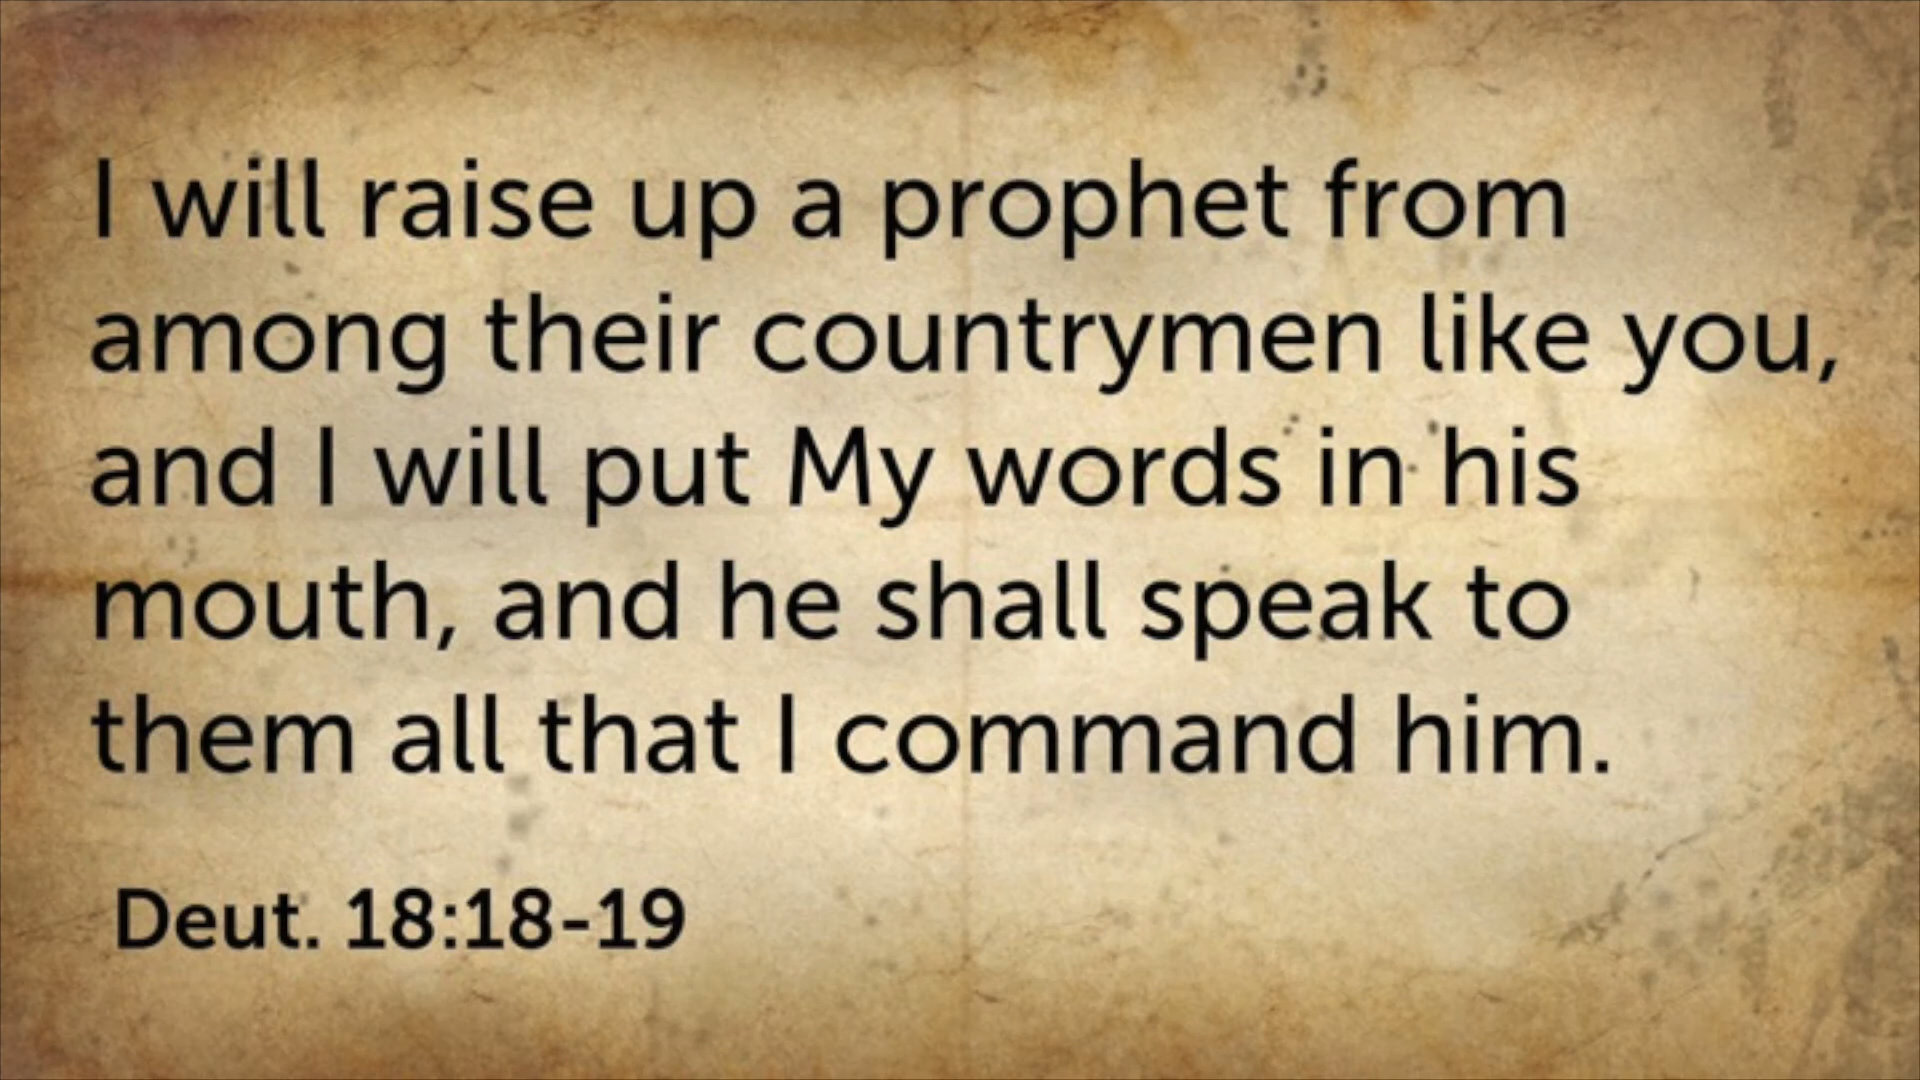 I will raise up a prophet from
among their countrymen like you,
and I will put My words in his
mouth, and he shall speak to
them all that I command him.
Deut. 18:18-19